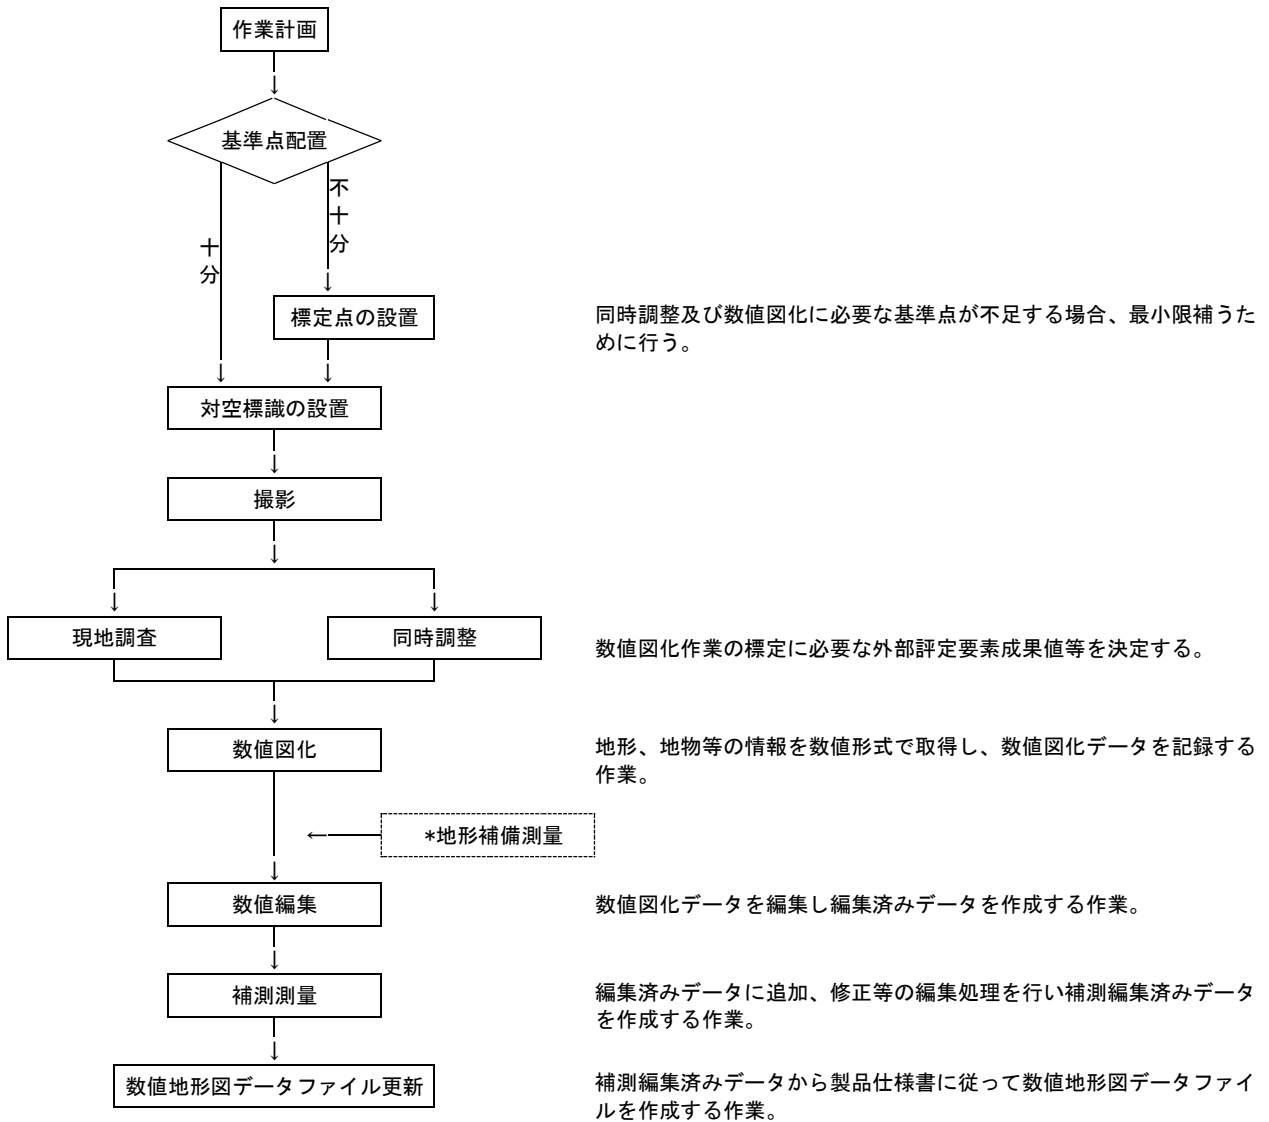 作業計画
基準点配置
不十分
十分
標定点の設置
同時調整及び数値図化に必要な基準点が不足する場合、最小限補うた
めに行う。
対空標識の設置
撮影
現地調査
同時調整
数値図化作業の標定に必要な外部評定要素成果値等を決定する。
数値図化
地形、地物等の情報を数値形式で取得し、数値図化データを記録する
作業。
*地形補備測量
数値編集
数値図化データを編集し編集済みデータを作成する作業。
補測測量
編集済みデータに追加、修正等の編集処理を行い補測編集済みデータ
を作成する作業。
数値地形図データファイル更新
補測編集済みデータから製品仕様書に従って数値地形図データファイ
ルを作成する作業。